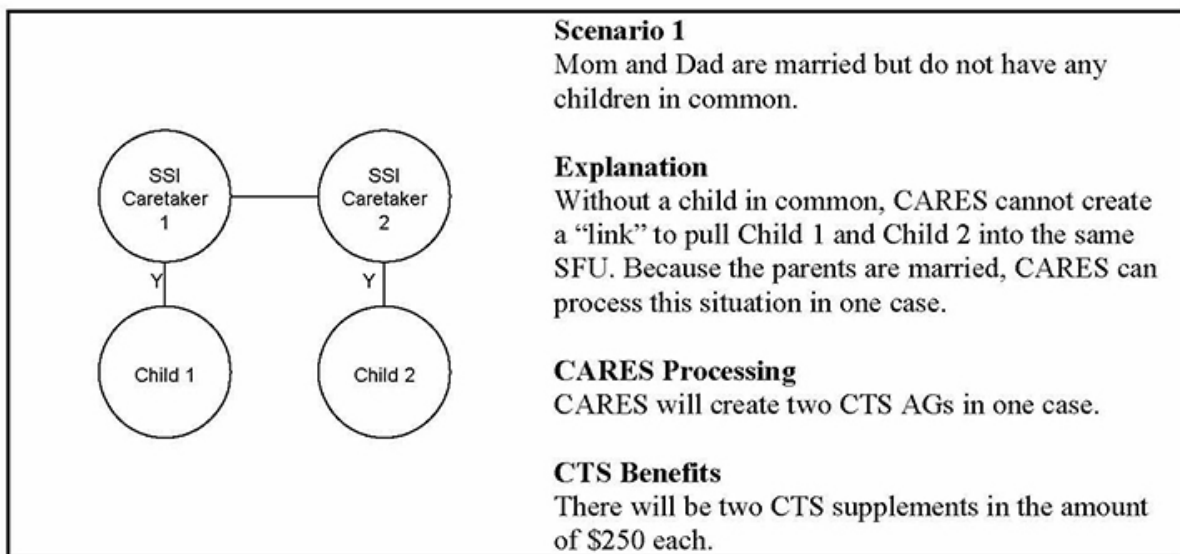 SSI
Caretaker
1
SSI
Caretaker
2
Y
Y
Child 1
Child 2
Scenario 1
Mom and Dad are married but do not have any
children in common.
Explanation
Without a child in common, CARES cannot create
a “link” to pull Child 1 and Child 2 into the same
SFU. Because the parents are married, CARES can
process this situation in one case.
CARES Processing
CARES will create two CTS AGs in one case.
CTS Benefits
There will be two CTS supplements in the amount
of $250 each.